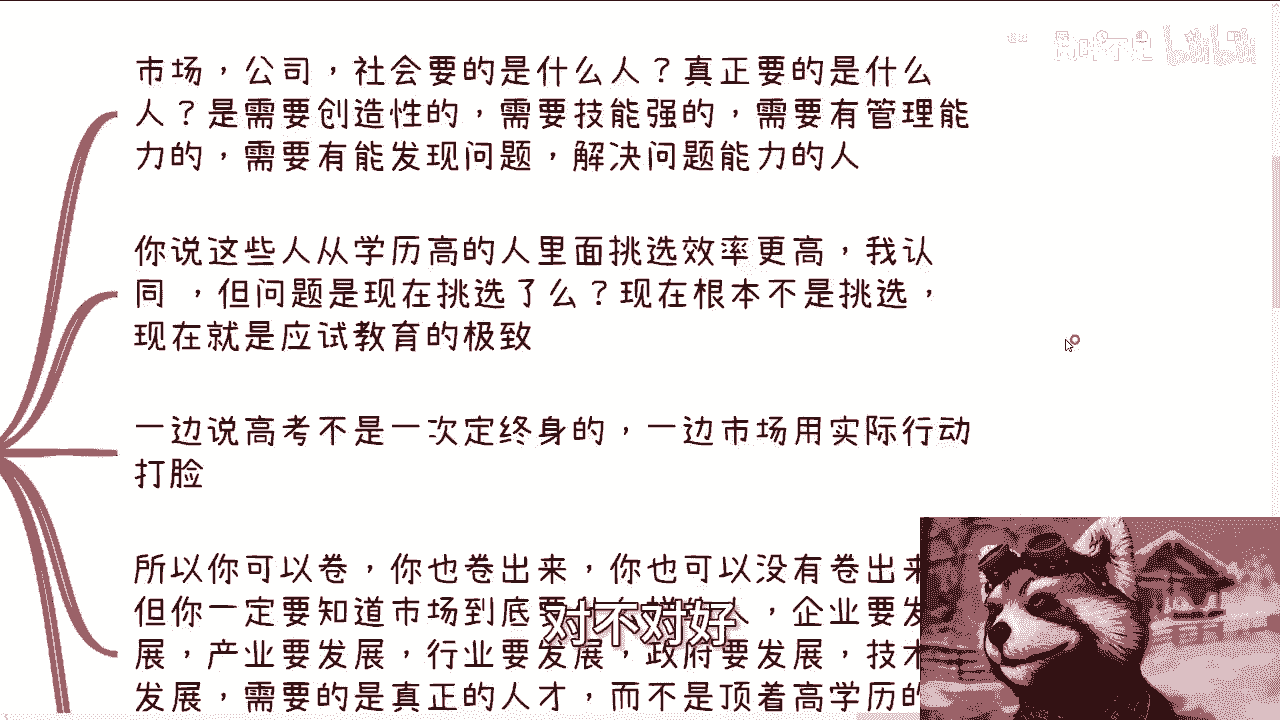 市场，公司，社会要的是什么人？真正要的是什么
人？是需要创造性的，需要技能强的，需要有管理能
力的，需要有能发现问题，解决问题能力的人
你说这些人从学历高的人里面挑选效率更高，我认
同 ，但问题是现在挑选了么？现在根本不是挑选，
现在就是应试教育的极致
一边说高考不是一次定终身的，一边市场用实际行动
打脸
所以你可以卷，你也卷出来，你也可以没有卷出
但你一定要知道市场到底 人，企业要
展，产业要发展，行业要发展，政府要发展，技
发展，需要的是真正的人才，而不是顶着高学历
对不对好